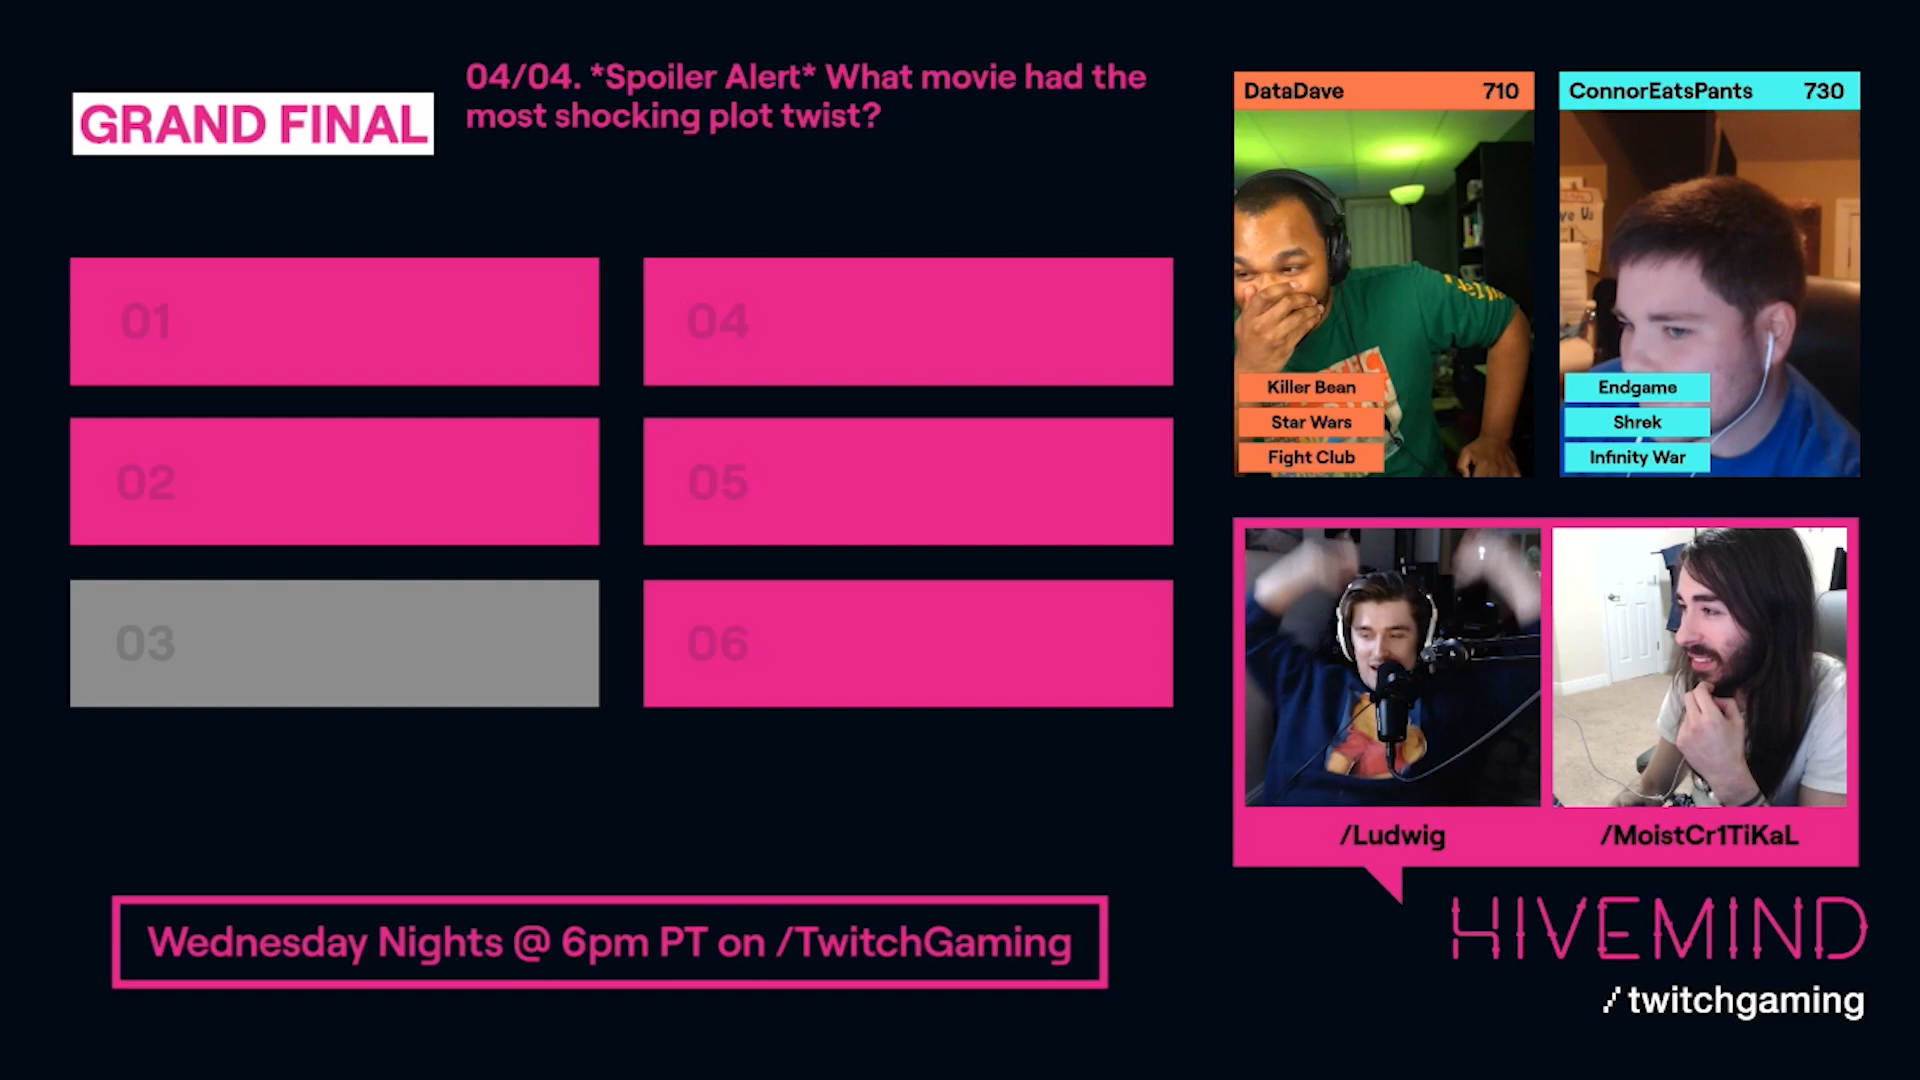 GRAND FINAL
04/04. *Spoiler Alert* What movie had the
most shocking plot twist?
01
02
03
04
05
06
DataDave 710
Killer Bean
Star Wars
Fight Club
ConnorEatsPants 730
Endgame
Shrek
Infinity War
/Ludwig
/MoistCr1TiKaL
Wednesday Nights @ 6pm PT on /TwitchGaming
HIVEMIND
/twitchgaming